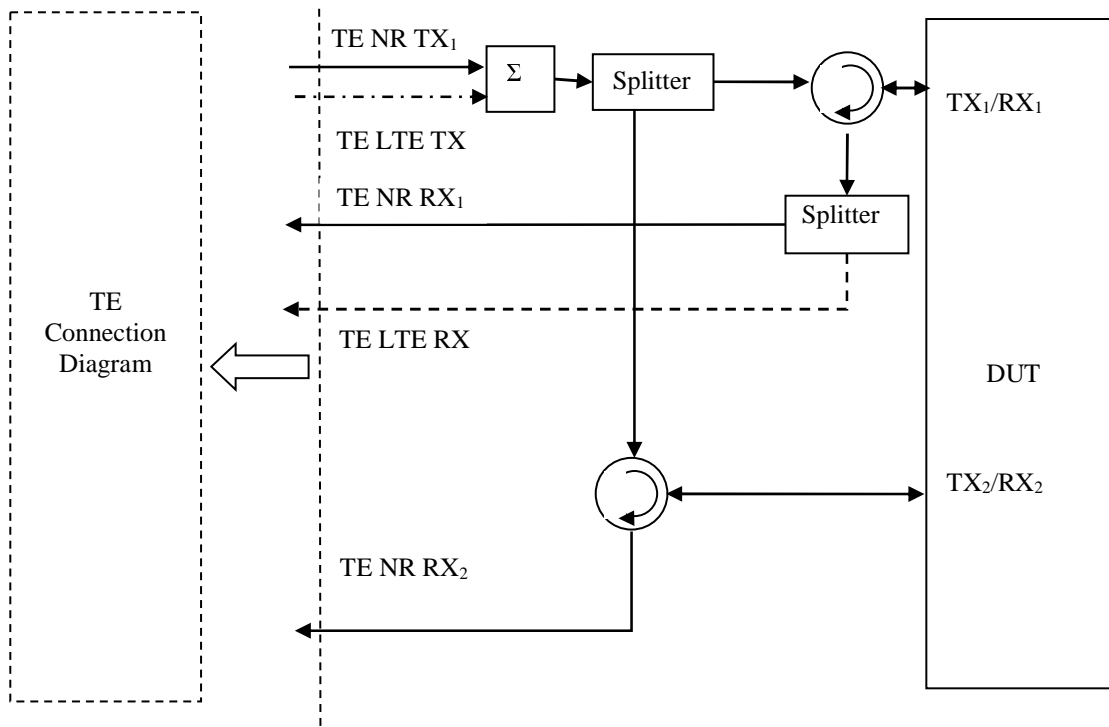 TE NR TX₁
Σ
Splitter
TX₁/RX₁
TE LTE TX
TE NR RX₁
Splitter
TE
Connection
Diagram
TE LTE RX
DUT
TX₂/RX₂
TE NR RX₂